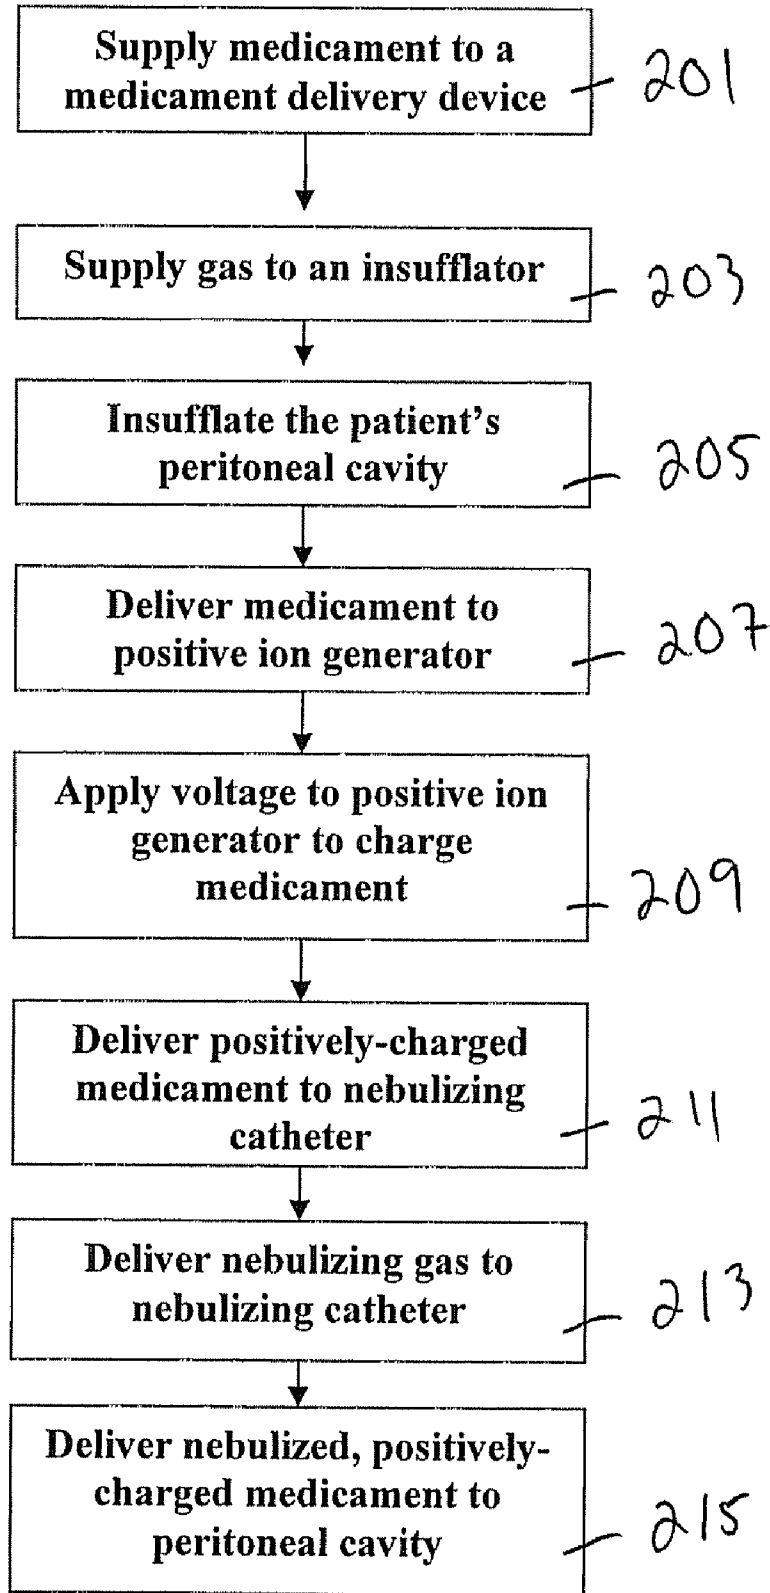 Supply medicament to a
medicament delivery device
201
Supply gas to an insufflator
203
Insufflate the patient's
peritoneal cavity
205
Deliver medicament to
positive ion generator
207
Apply voltage to positive ion
generator to charge
medicament
209
Deliver positively-charged
medicament to nebulizing
catheter
211
Deliver nebulizing gas to
nebulizing catheter
213
Deliver nebulized, positively-
charged medicament to
peritoneal cavity
215